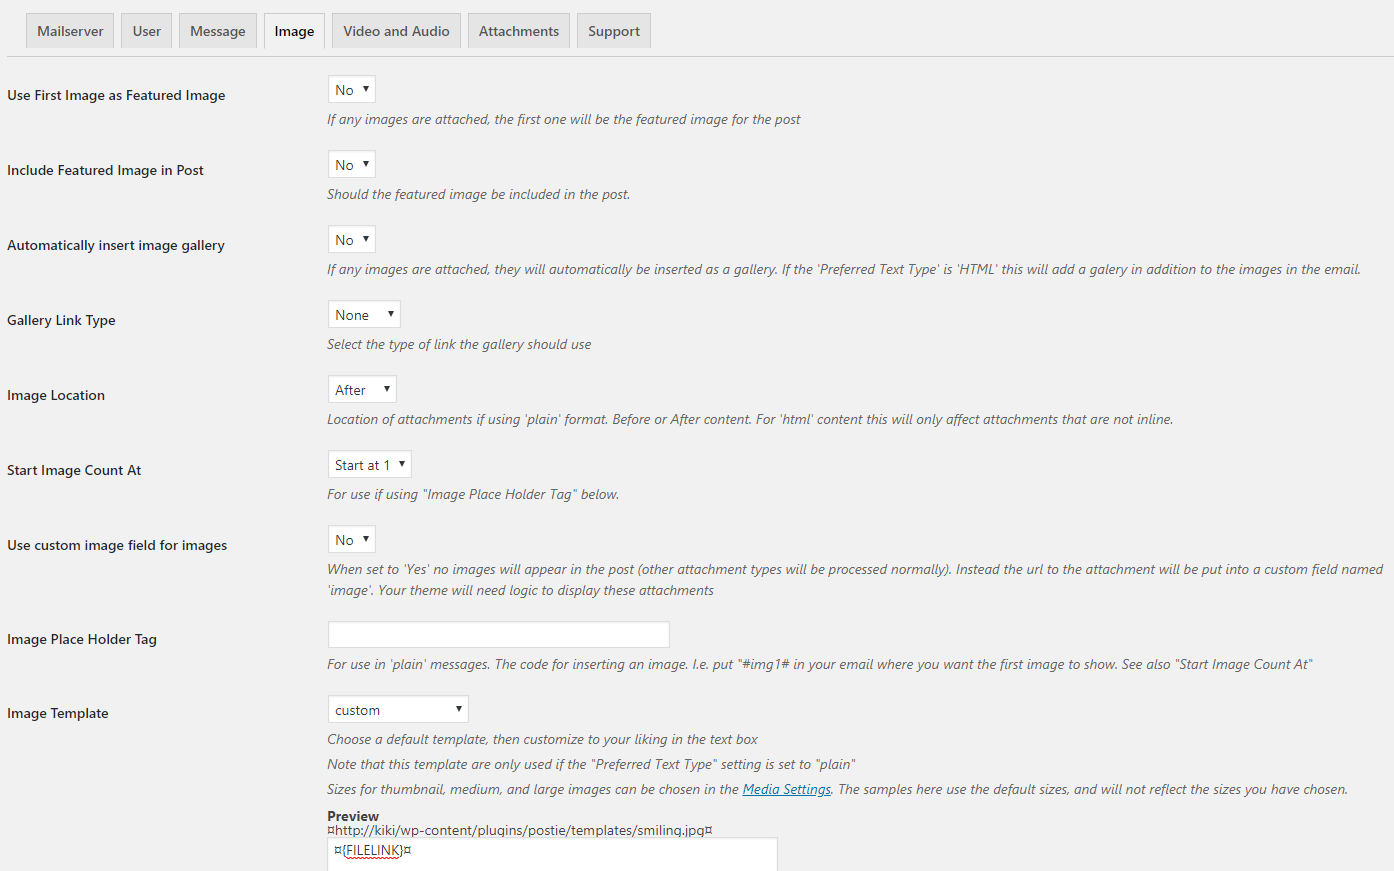 Mailserver User Message Image Video and Audio Attachments Support
Use First Image as Featured Image No
If any images are attached, the first one will be the featured image for the post
Include Featured Image in Post No
Should the featured image be included in the post.
Automatically insert image gallery No
If any images are attached, they will automatically be inserted as a gallery. If the 'Preferred Text Type' is 'HTML' this will add a galery in addition to the images in the email.
Gallery Link Type None
Select the type of link the gallery should use
Image Location After
Location of attachments if using 'plain' format. Before or After content. For 'html' content this will only affect attachments that are not inline.
Start Image Count At Start at 1
For use if using "Image Place Holder Tag" below.
Use custom image field for images No
When set to 'Yes' no images will appear in the post (other attachment types will be processed normally). Instead the url to the attachment will be put into a custom field named
'image'. Your theme will need logic to display these attachments
Image Place Holder Tag
For use in 'plain' messages. The code for inserting an image. I.e. put "#img1# in your email where you want the first image to show. See also "Start Image Count At"
Image Template custom
Choose a default template, then customize to your liking in the text box
Note that this template are only used if the "Preferred Text Type" setting is set to "plain"
Sizes for thumbnail, medium, and large images can be chosen in the Media Settings. The samples here use the default sizes, and will not reflect the sizes you have chosen.
Preview
¤http://kiki/wp-content/plugins/postie/templates/smiling.jpg¤
¤{FILELINK}¤